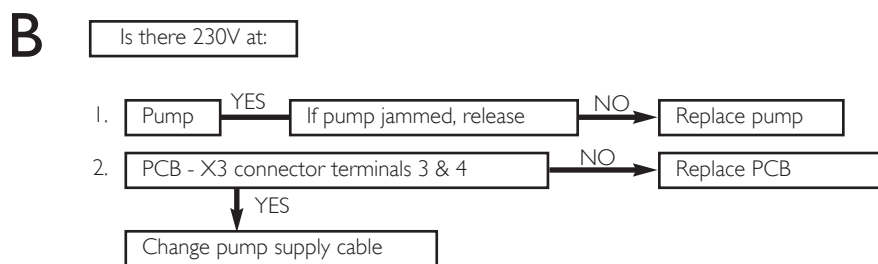 B
Is there 230V at:
1. Pump YES If pump jammed, release NO Replace pump
2. PCB - X3 connector terminals 3 & 4 NO Replace PCB
YES
Change pump supply cable